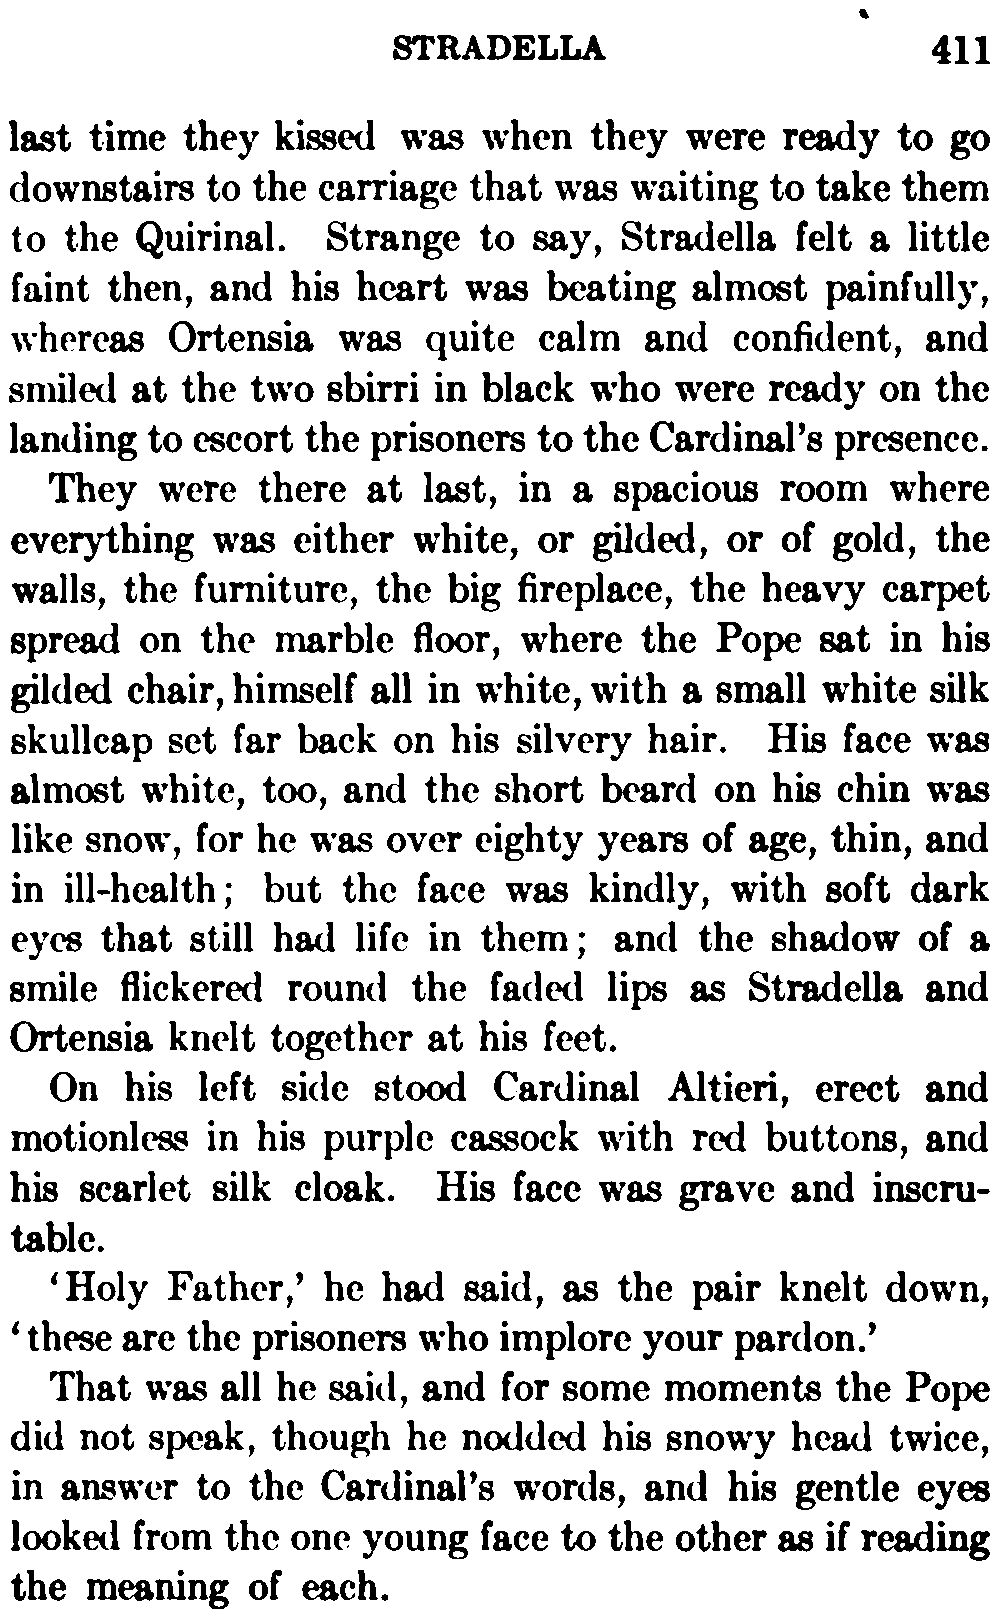 STRADELLA 411
last time they kissed was when they were ready to go
downstairs to the carriage that was waiting to take them
to the Quirinal. Strange to say, Stradella felt a little
faint then, and his heart was beating almost painfully,
whereas Ortensia was quite calm and confident, and
smiled at the two sbirri in black who were ready on the
landing to escort the prisoners to the Cardinal's presence.
They were there at last, in a spacious room where
everything was either white, or gilded, or of gold, the
walls, the furniture, the big fireplace, the heavy carpet
spread on the marble floor, where the Pope sat in his
gilded chair, himself all in white, with a small white silk
skullcap set far back on his silvery hair. His face was
almost white, too, and the short beard on his chin was
like snow, for he was over eighty years of age, thin, and
in ill-health; but the face was kindly, with soft dark
eyes that still had life in them; and the shadow of a
smile flickered round the faded lips as Stradella and
Ortensia knelt together at his feet.
On his left side stood Cardinal Altieri, erect and
motionless in his purple cassock with red buttons, and
his scarlet silk cloak. His face was grave and inscru-
table.
'Holy Father,' he had said, as the pair knelt down,
'these are the prisoners who implore your pardon.'
That was all he said, and for some moments the Pope
did not speak, though he nodded his snowy head twice,
in answer to the Cardinal's words, and his gentle eyes
looked from the one young face to the other as if reading
the meaning of each.